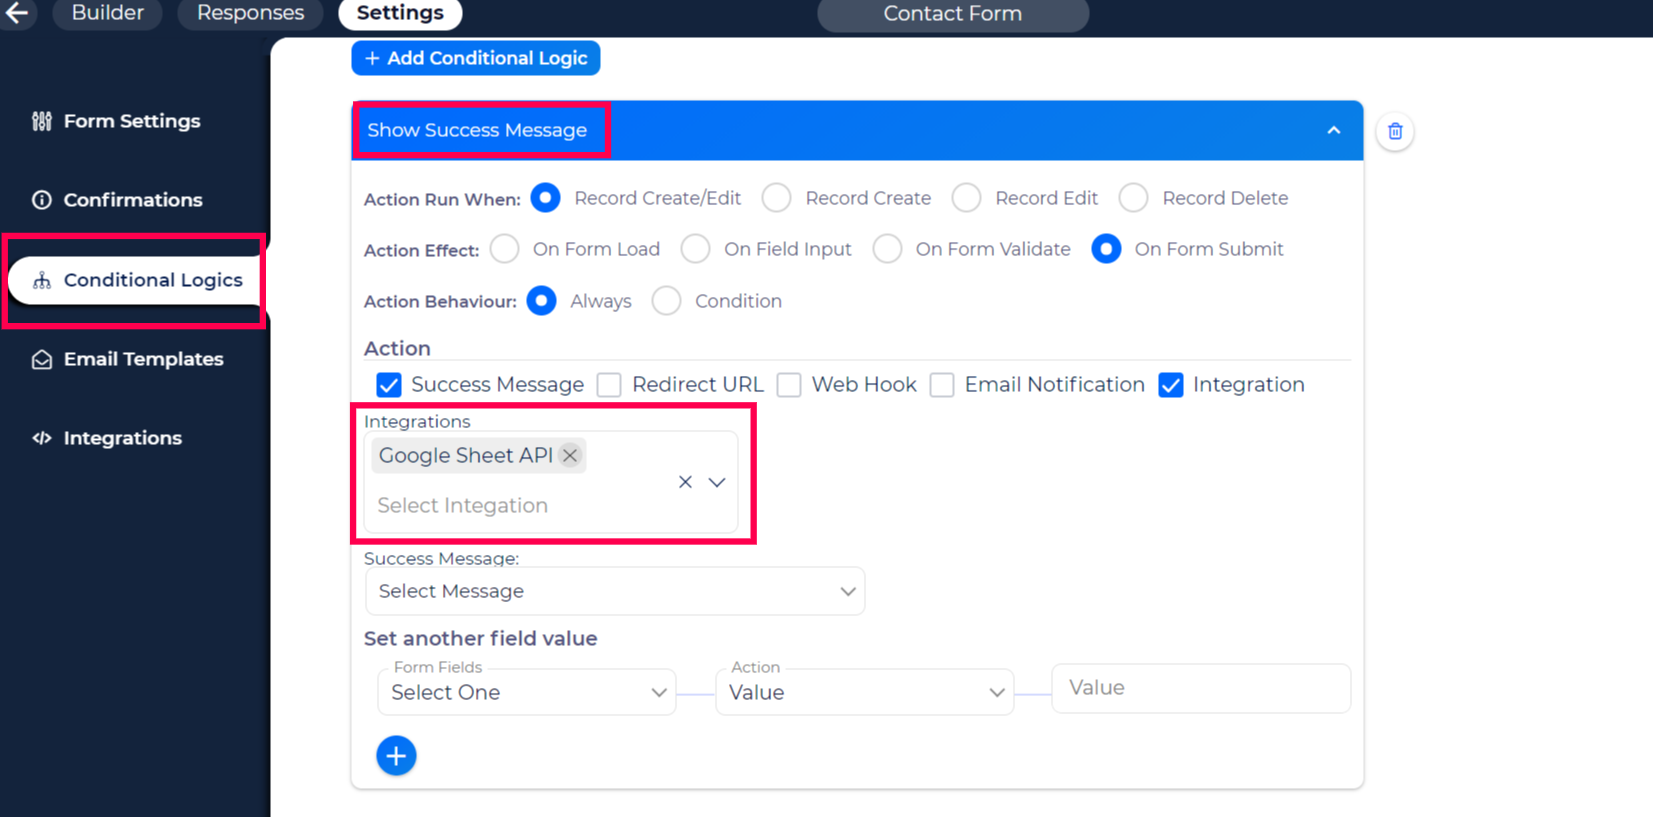 Builder Responses Settings Contact Form
+ Add Conditional Logic
Show Success Message
Form Settings
Confirmations
Conditional Logics
Email Templates
Integrations
Action Run When: Record Create/Edit Record Create Record Edit Record Delete
Action Effect: On Form Load On Field Input On Form Validate On Form Submit
Action Behaviour: Always Condition
Action
Success Message Redirect URL Web Hook Email Notification Integration
Integrations
Google Sheet API
Select Integation
Success Message:
Select Message
Set another field value
Form Fields Action
Select One Value Value